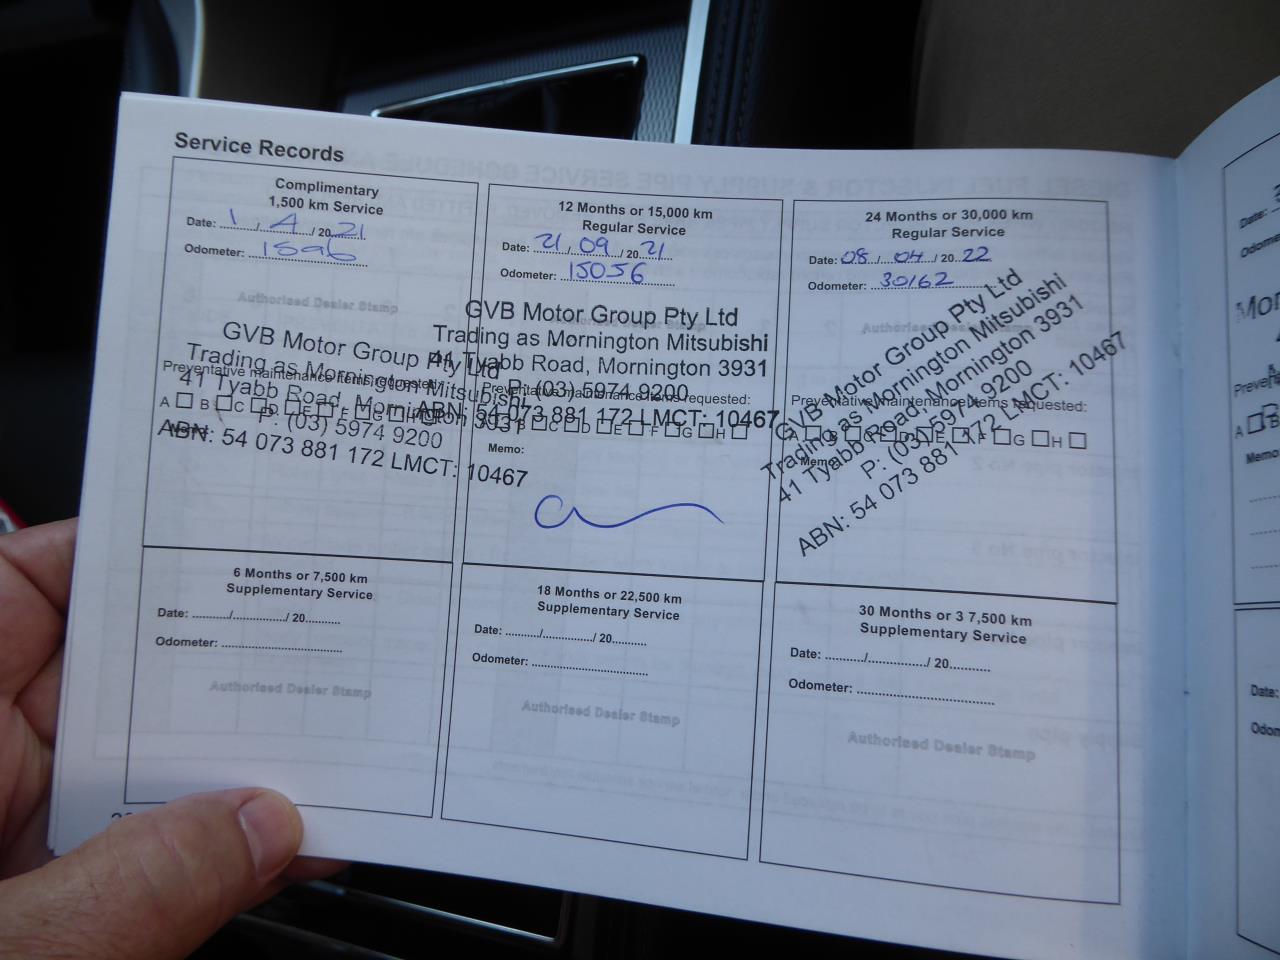 Service Records
Complimentary
1,500 km Service
Date: 1 / 4 / 2021
Odometer: 1596
Authorised Dealer Stamp
GVB Motor Group Pty Ltd
Trading as Mornington Mitsubishi
Preventative maintenance items requested:
41 Tyabb Road, Mornington 3931
A B C D E F G H
P: (03) 5974 9200
ABN: 54 073 881 172 LMCT: 10467
12 Months or 15,000 km
Regular Service
Date: 21 / 09 / 2021
Odometer: 15056
GVB Motor Group Pty Ltd
Trading as Mornington Mitsubishi
41 Tyabb Road, Mornington 3931
P: (03) 5974 9200
Preventative maintenance items requested:
ABN: 54 073 881 172 LMCT: 10467
A B C D E F G H
Memo:
24 Months or 30,000 km
Regular Service
Date: 08 / 04 / 2022
Odometer: 30162
Authorised Dealer Stamp
GVB Motor Group Pty Ltd
Trading as Mornington Mitsubishi
41 Tyabb Road, Mornington 3931
P: (03) 5974 9200
ABN: 54 073 881 172 LMCT: 10467
Preventative maintenance items requested:
A B C D E F G H
Memo:
6 Months or 7,500 km
Supplementary Service
Date: ........./............../ 20..........
Odometer: ................................
Authorised Dealer Stamp
18 Months or 22,500 km
Supplementary Service
Date: ........./............../ 20..........
Odometer: ................................
Authorised Dealer Stamp
30 Months or 3 7,500 km
Supplementary Service
Date: ........./............../ 20..........
Odometer: ................................
Authorised Dealer Stamp
Date:
A B
Memo
Date: